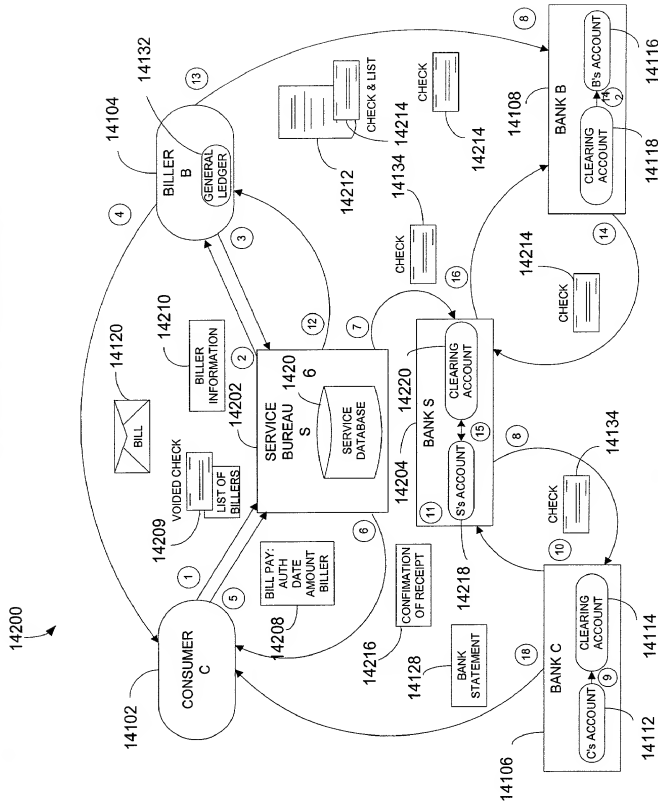 14200
14102
CONSUMER
C
1
5
14209
VOIDED CHECK
LIST OF
BILLERS
14120
BILL
4
14104
14132
BILLER
B
GENERAL
LEDGER
13
14210
BILLER
INFORMATION
2
3
14202
SERVICE
BUREAU
S
1420
6
SERVICE
DATABASE
12
14208
BILL PAY:
AUTH
DATE
AMOUNT
BILLER
6
7
14212
CHECK & LIST
14214
14134
CHECK
CHECK
14214
14216
CONFIMATION
OF RECEIPT
14128
BANK
STATEMENT
14204
14220
BANK S
11
S's ACCOUNT
15
CLEARING
ACCOUNT
14218
16
8
18
10
8
CHECK
14134
14106
BANK C
C's ACCOUNT
9
CLEARING
ACCOUNT
14112
14114
14214
CHECK
14
14108
BANK B
CLEARING
ACCOUNT
14
2
B's ACCOUNT
14118
14116